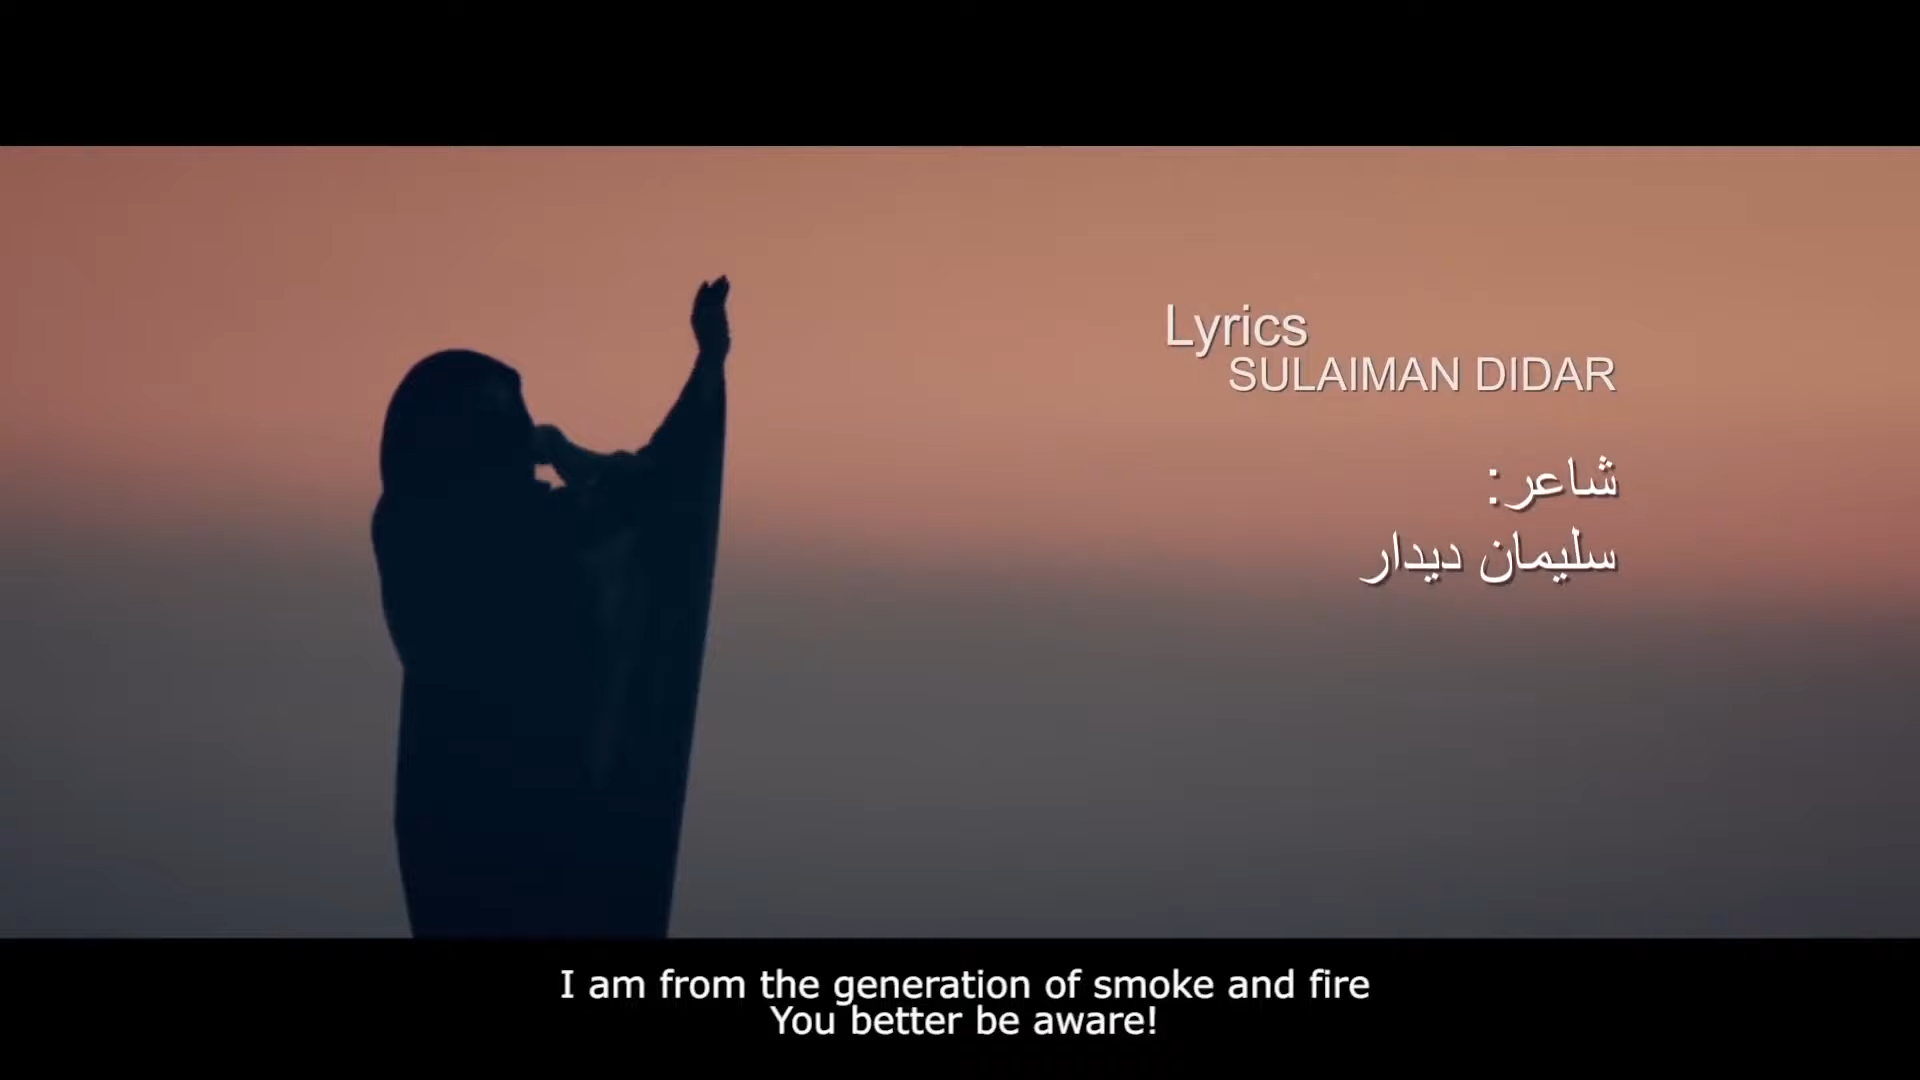 Lyrics
SULAIMAN DIDAR
شاعر:
سلیمان دیدار
I am from the generation of smoke and fire
You better be aware!